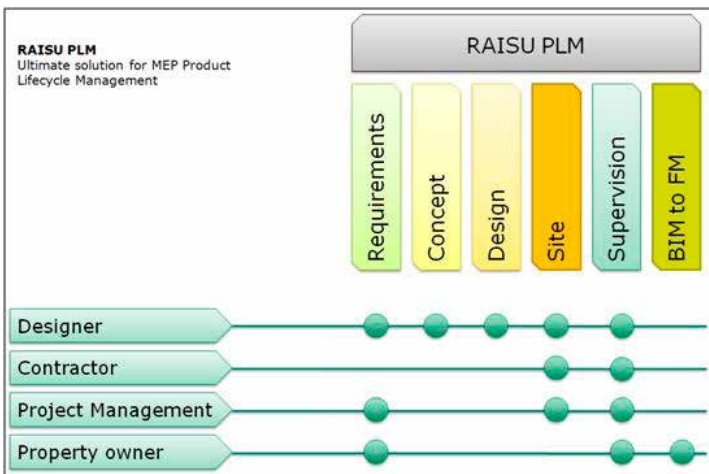 RAISU PLM
Ultimate solution for MEP Product
Lifecycle Management
RAISU PLM
Requirements
Concept
Design
Site
Supervision
BIM to FM
Designer
Contractor
Project Management
Property owner